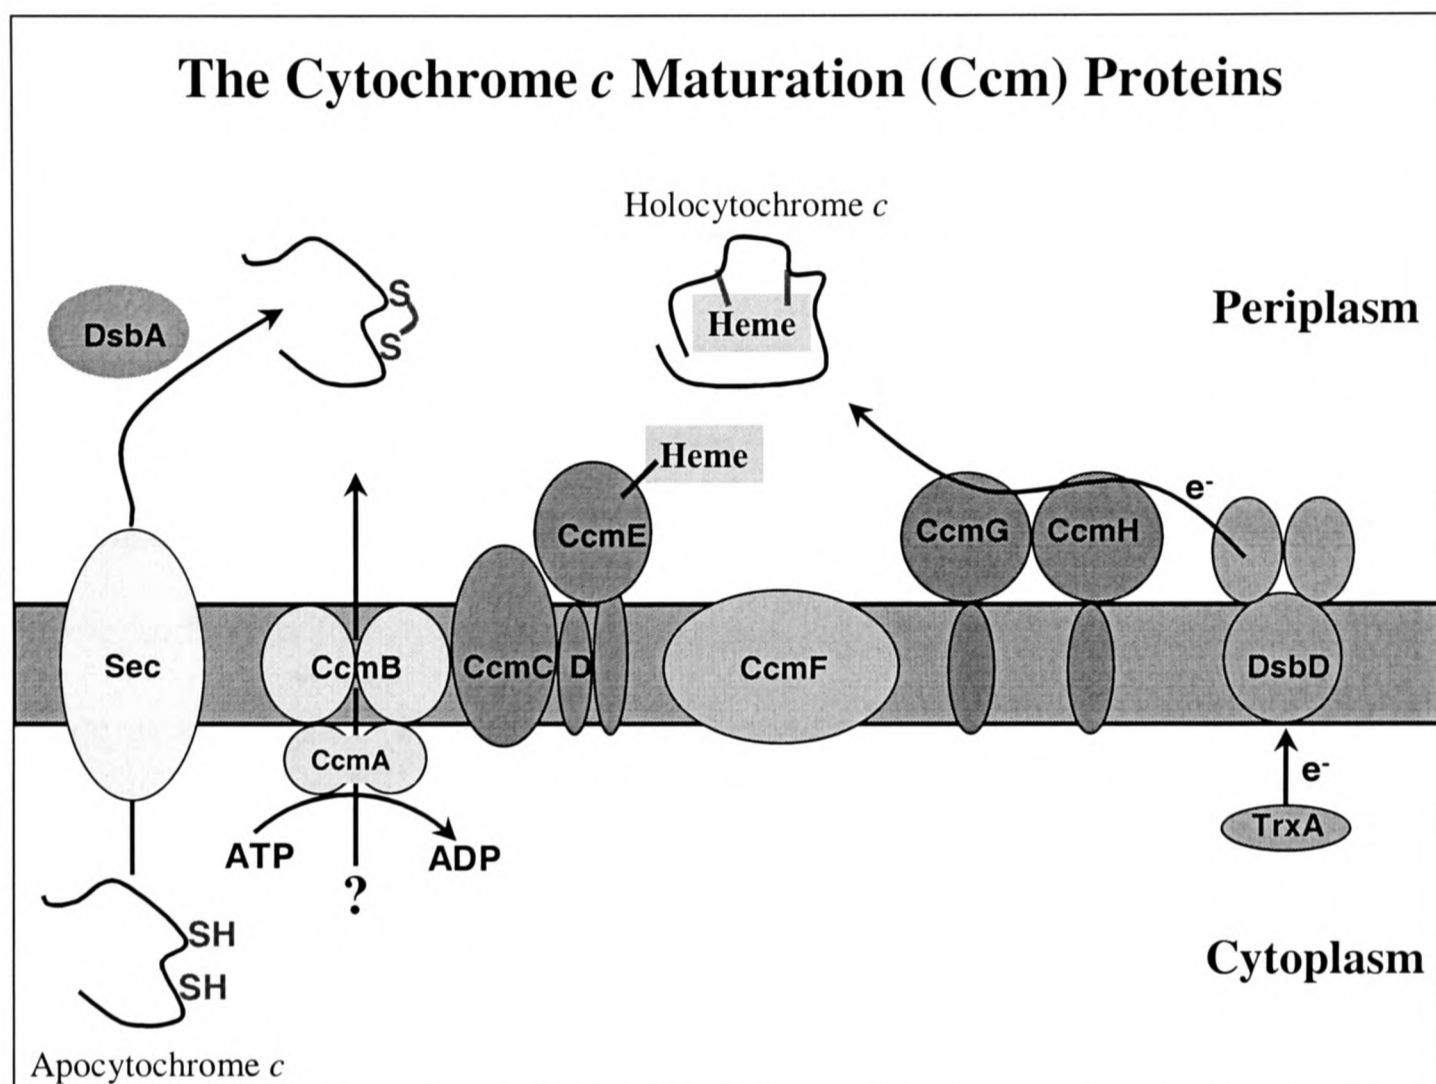 The Cytochrome c Maturation (Ccm) Proteins
Holocytochrome c
Periplasm
DsbA
S
S
Heme
Heme
CcmE
CcmG
CcmH
e-
Sec
CcmB
CcmC
D
CcmF
DsbD
CcmA
e-
TrxA
ATP
ADP
?
SH
SH
Cytoplasm
Apocytochrome c